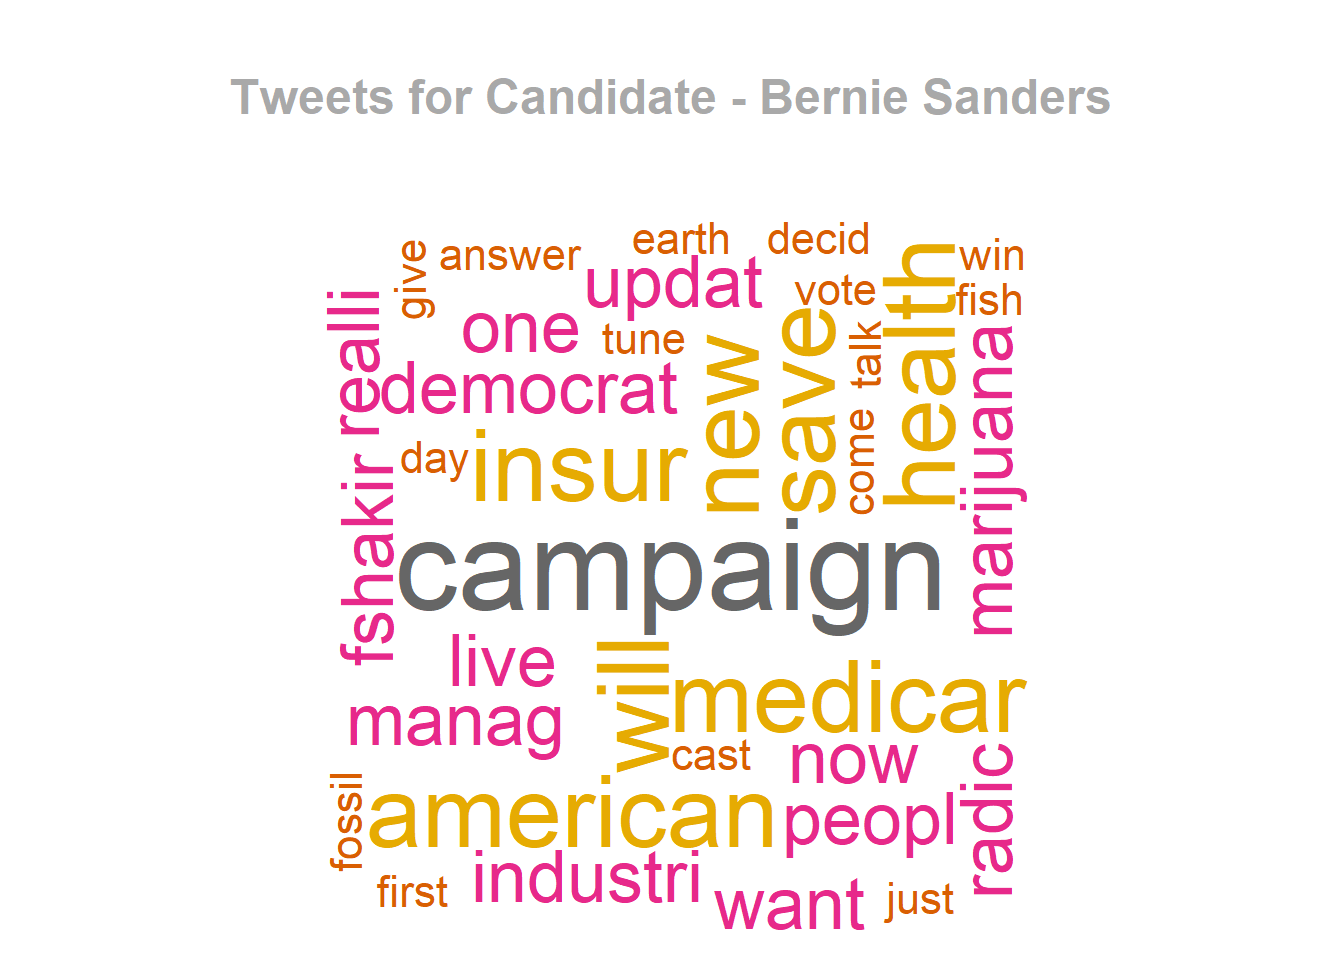 Tweets for Candidate - Bernie Sanders
earth
decid
give
answer
win
updat
vote
fish
health
realli
one
tune
new
save
talk
marijuana
democrat
day
insur
come
fshakir
campaign
live
will
medicar
manag
cast
now
radic
fossil
american
peopl
first
industri
want
just